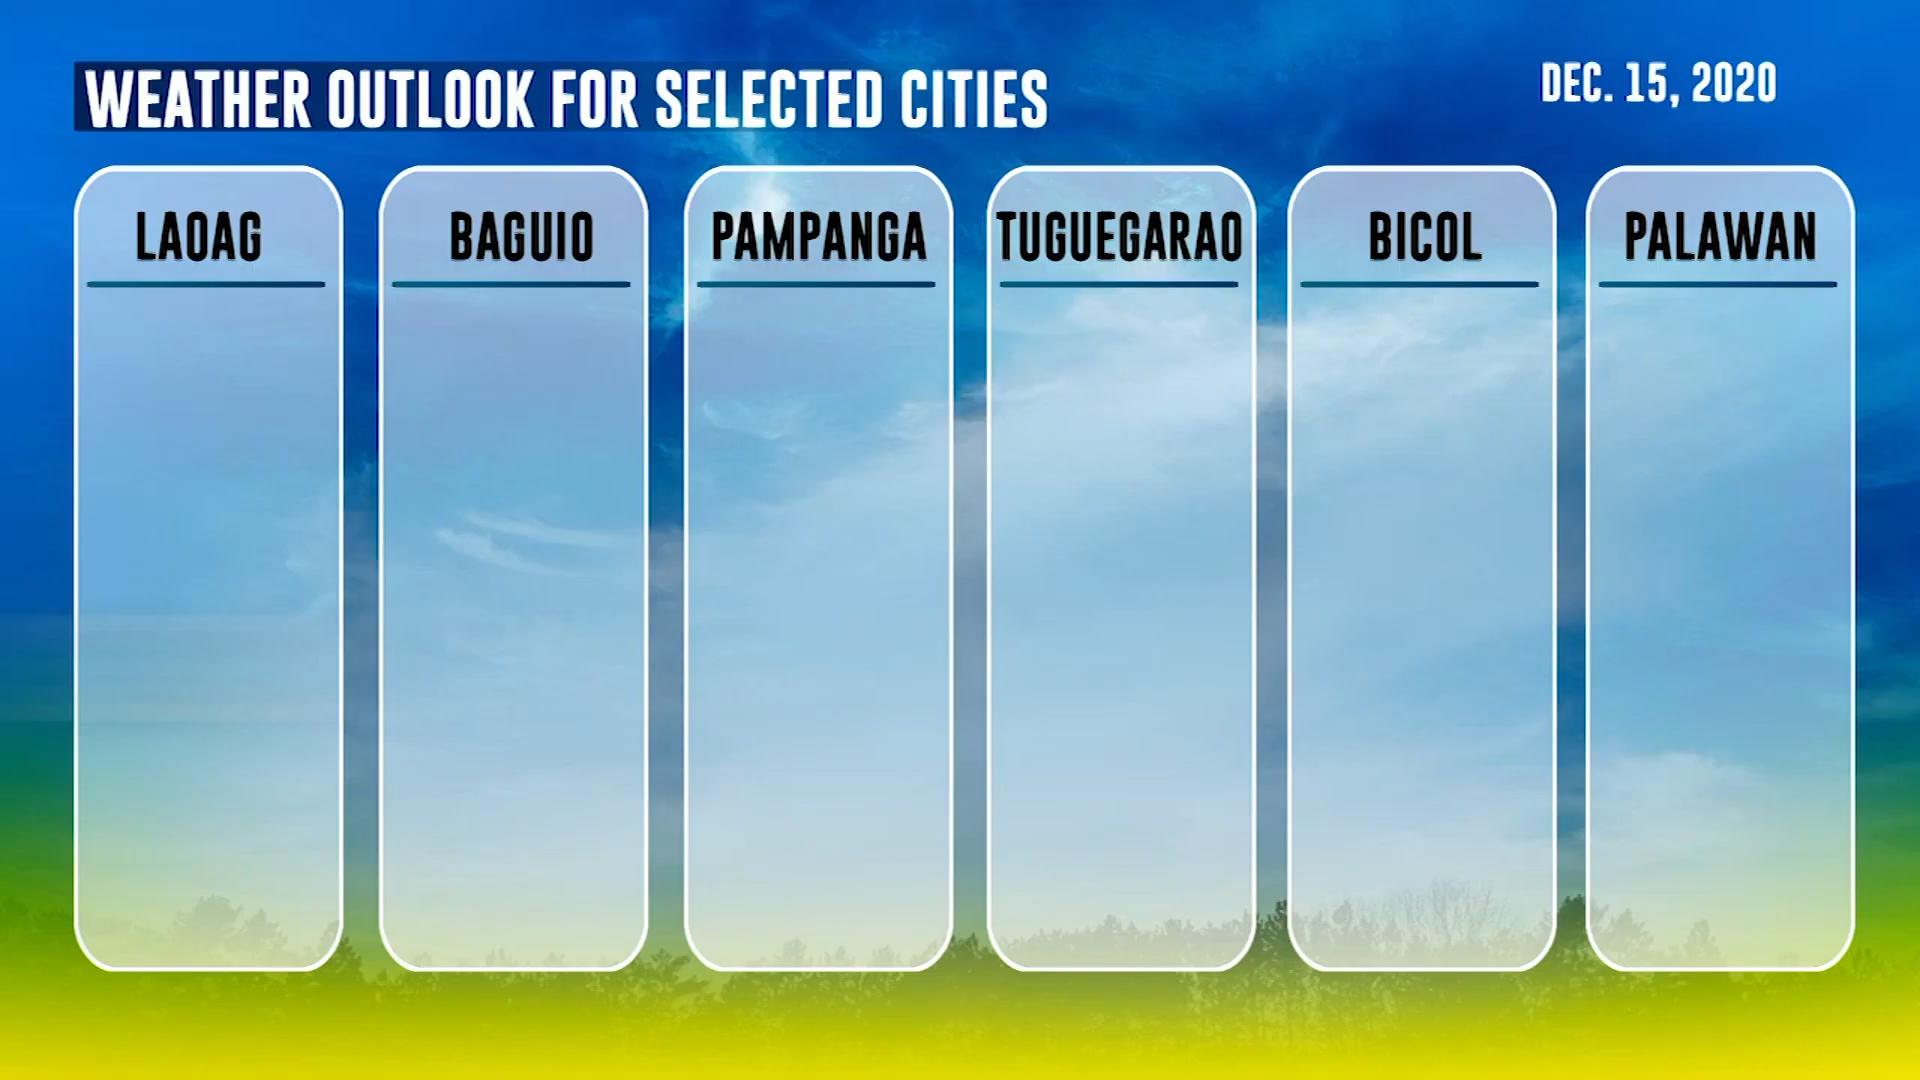 WEATHER OUTLOOK FOR SELECTED CITIES
DEC. 15, 2020
LAOAG
BAGUIO
PAMPANGA
TUGUEGARAO
BICOL
PALAWAN